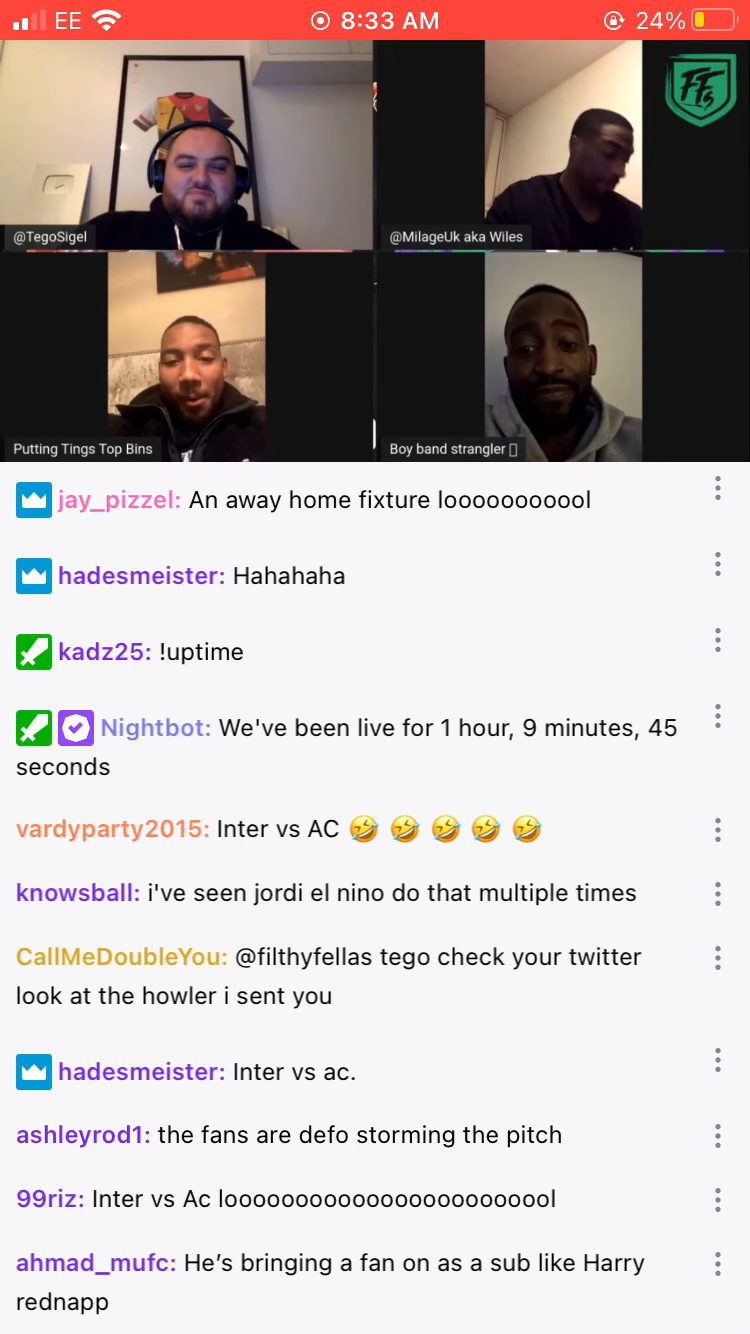 EE 8:33 AM 24%
FFs
@TegoSigel
@MilageUk aka Wiles
Putting Tings Top Bins
Boy band strangler
jay_pizzel: An away home fixture looooooooool
hadesmeister: Hahahaha
kadz25: !uptime
Nightbot: We've been live for 1 hour, 9 minutes, 45
seconds
vardyparty2015: Inter vs AC 🤣 🤣 🤣 🤣 🤣
knowsball: i've seen jordi el nino do that multiple times
CallMeDoubleYou: @filthyfellas tego check your twitter
look at the howler i sent you
hadesmeister: Inter vs ac.
ashleyrod1: the fans are defo storming the pitch
99riz: Inter vs Ac looooooooooooooooooooooool
ahmad_mufc: He’s bringing a fan on as a sub like Harry
rednapp